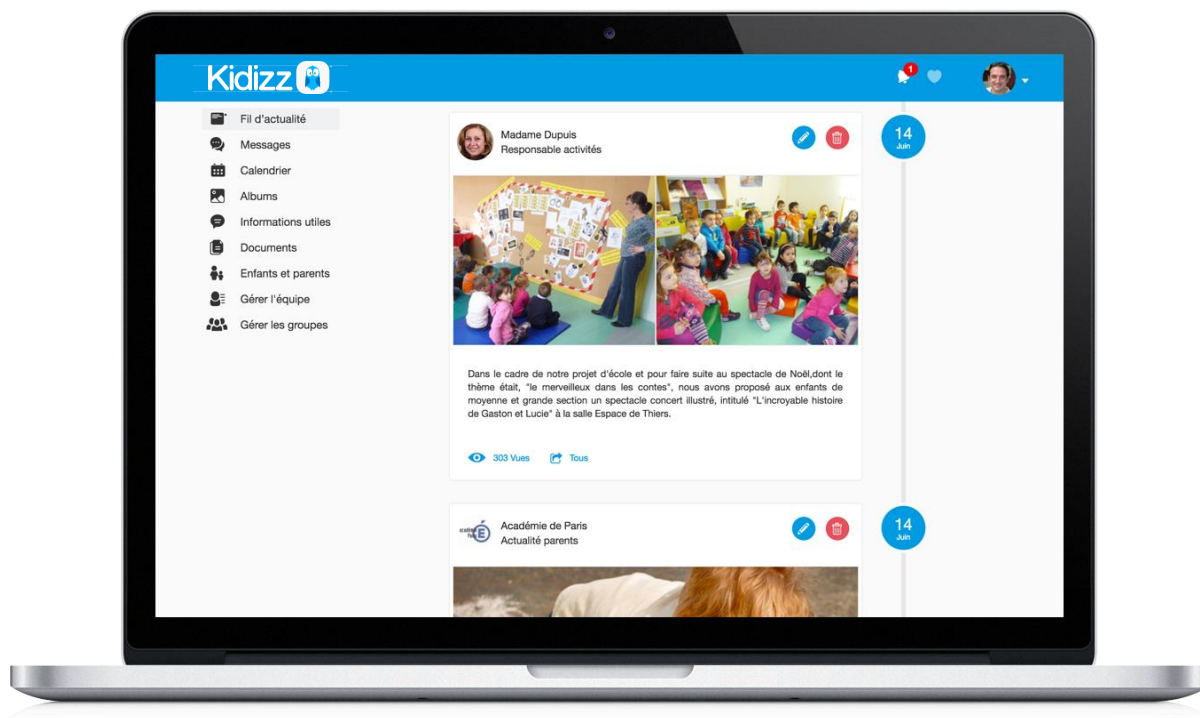 Kidizz
1
Fil d'actualité
Messages
Calendrier
Albums
Informations utiles
Documents
Enfants et parents
Gérer l'équipe
Gérer les groupes
Madame Dupuis
Responsable activités
14
Juin
Dans le cadre de notre projet d'école et pour faire suite au spectacle de Noël,dont le
thème était, "le merveilleux dans les contes", nous avons proposé aux enfants de
moyenne et grande section un spectacle concert illustré, intitulé "L'incroyable histoire
de Gaston et Lucie" à la salle Espace de Thiers.
303 Vues
Tous
Académie de Paris
Actualité parents
14
Juin